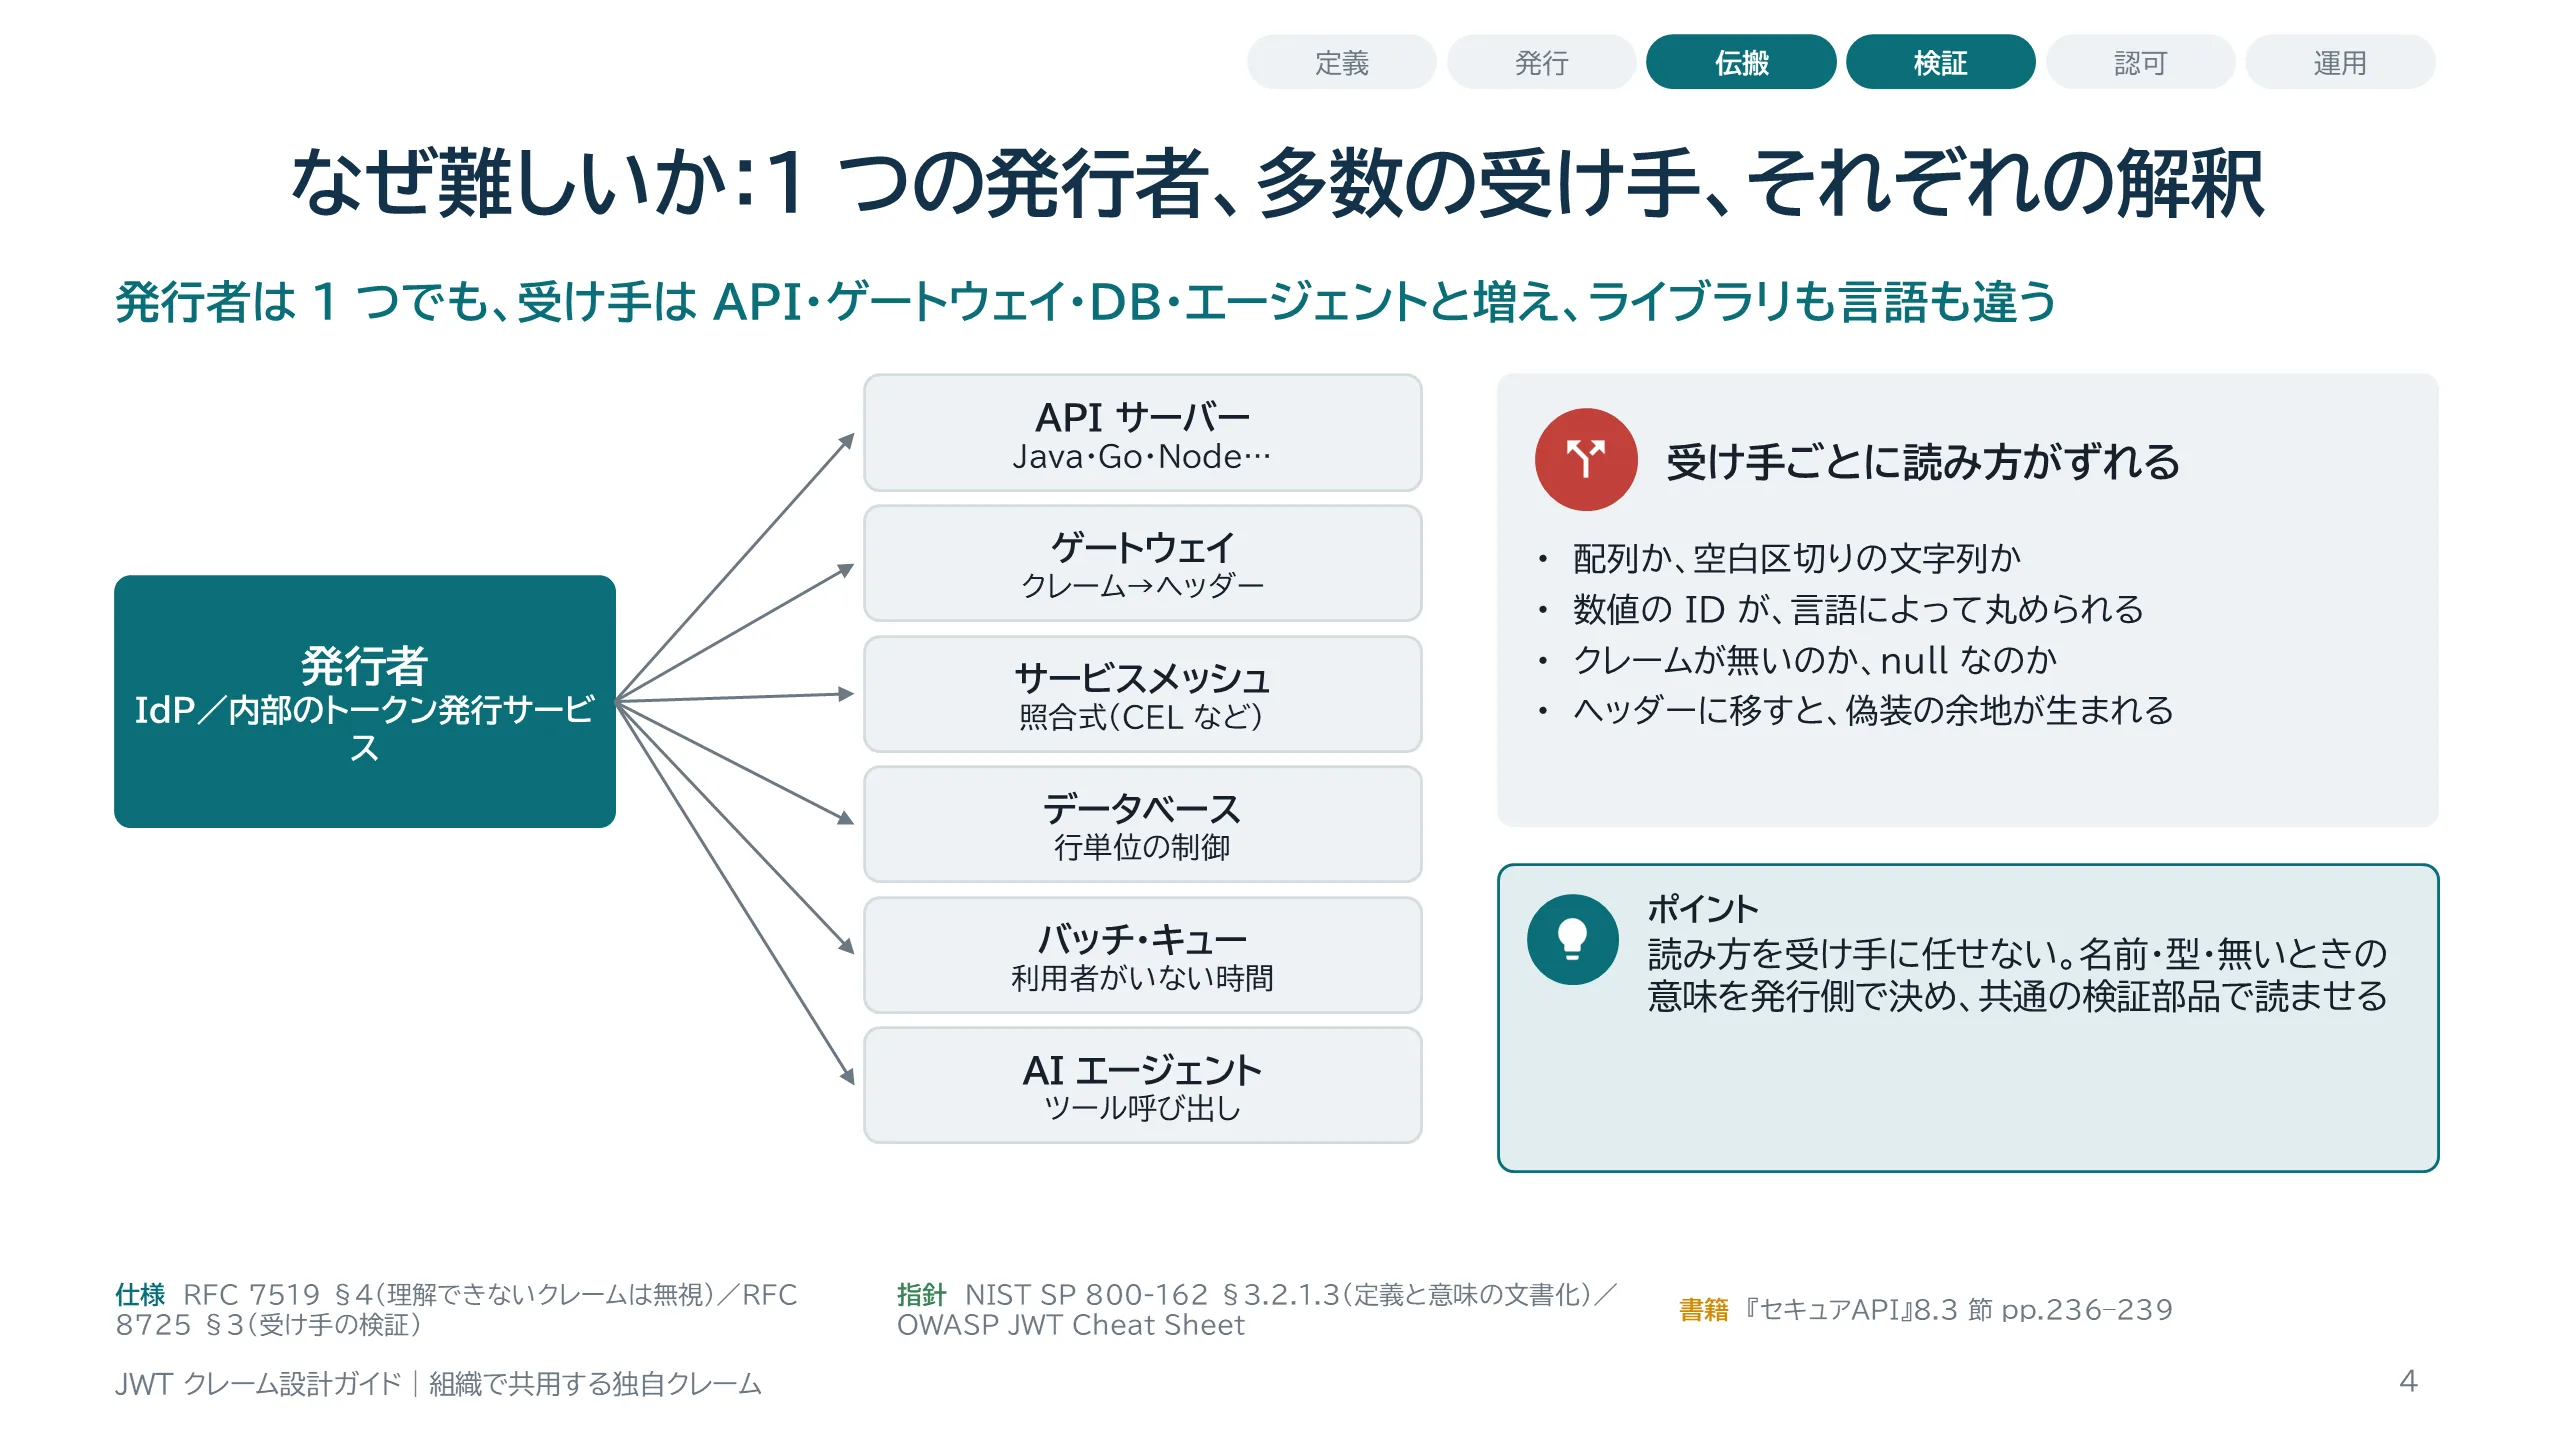 定義 発行 伝搬 検証 認可 運用
なぜ難しいか：1 つの発行者、多数の受け手、それぞれの解釈
発行者は 1 つでも、受け手は API・ゲートウェイ・DB・エージェントと増え、ライブラリも言語も違う
発行者
IdP／内部のトークン発行サービ
ス
API サーバー
Java・Go・Node…
ゲートウェイ
クレーム→ヘッダー
サービスメッシュ
照合式（CEL など）
データベース
行単位の制御
バッチ・キュー
利用者がいない時間
AI エージェント
ツール呼び出し
受け手ごとに読み方がずれる
• 配列か、空白区切りの文字列か
• 数値の ID が、言語によって丸められる
• クレームが無いのか、null なのか
• ヘッダーに移すと、偽装の余地が生まれる
ポイント
読み方を受け手に任せない。名前・型・無いときの
意味を発行側で決め、共通の検証部品で読ませる
仕様 RFC 7519 §4（理解できないクレームは無視）／RFC
8725 §3（受け手の検証）
指針 NIST SP 800-162 §3.2.1.3（定義と意味の文書化）／
OWASP JWT Cheat Sheet
書籍 『セキュアAPI』8.3 節 pp.236–239
JWT クレーム設計ガイド｜組織で共用する独自クレーム
4